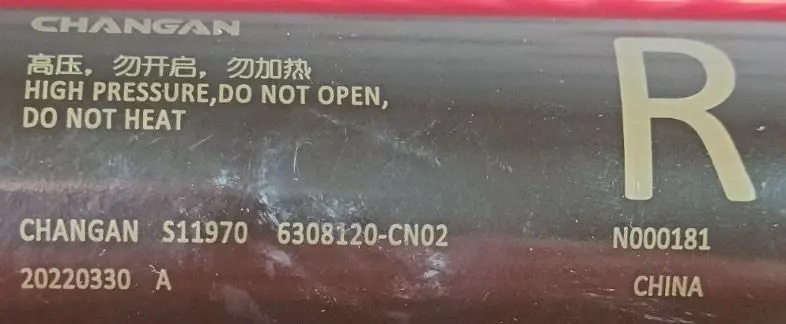 CHANGAN
高压，勿开启，勿加热
HIGH PRESSURE,DO NOT OPEN,
DO NOT HEAT
R
CHANGAN S11970 6308120-CN02 N000181
20220330 A CHINA